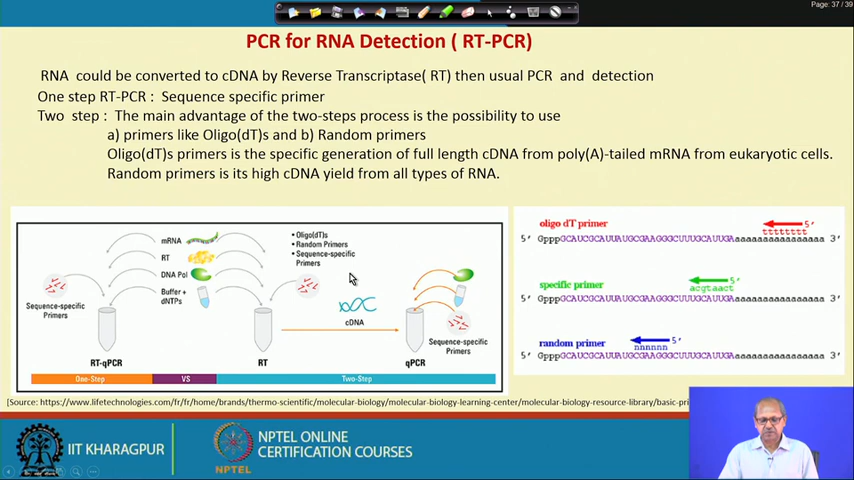 Page: 37 / 39
PCR for RNA Detection ( RT-PCR)
RNA could be converted to cDNA by Reverse Transcriptase( RT) then usual PCR and detection
One step RT-PCR : Sequence specific primer
Two step : The main advantage of the two-steps process is the possibility to use
a) primers like Oligo(dT)s and b) Random primers
Oligo(dT)s primers is the specific generation of full length cDNA from poly(A)-tailed mRNA from eukaryotic cells.
Random primers is its high cDNA yield from all types of RNA.
mRNA
RT
DNA Pol
Buffer +
dNTPs
Sequence-specific
Primers
RT-qPCR
• Oligo(dT)s
• Random Primers
• Sequence-specific
Primers
RT
cDNA
Sequence-specific
Primers
qPCR
One-Step
VS
Two-Step
oligo dT primer
5'
tttttttt
5' GpppGCAUCGCAUUAUGCGAAGGGCUUUGCAUUGAaaaaaaaaaaaaaaaa 3'
specific primer
5'
acgtaact
5' GpppGCAUCGCAUUAUGCGAAGGGCUUUGCAUUGAaaaaaaaaaaaaaaaa 3'
random primer
5'
nnnnnn
5' GpppGCAUCGCAUUAUGCGAAGGGCUUUGCAUUGAaaaaaaaaaaaaaaaa 3'
[Source: https://www.lifetechnologies.com/fr/fr/home/brands/thermo-scientific/molecular-biology/molecular-biology-learning-center/molecular-biology-resource-library/basic-pri
IIT KHARAGPUR
NPTEL
NPTEL ONLINE
CERTIFICATION COURSES